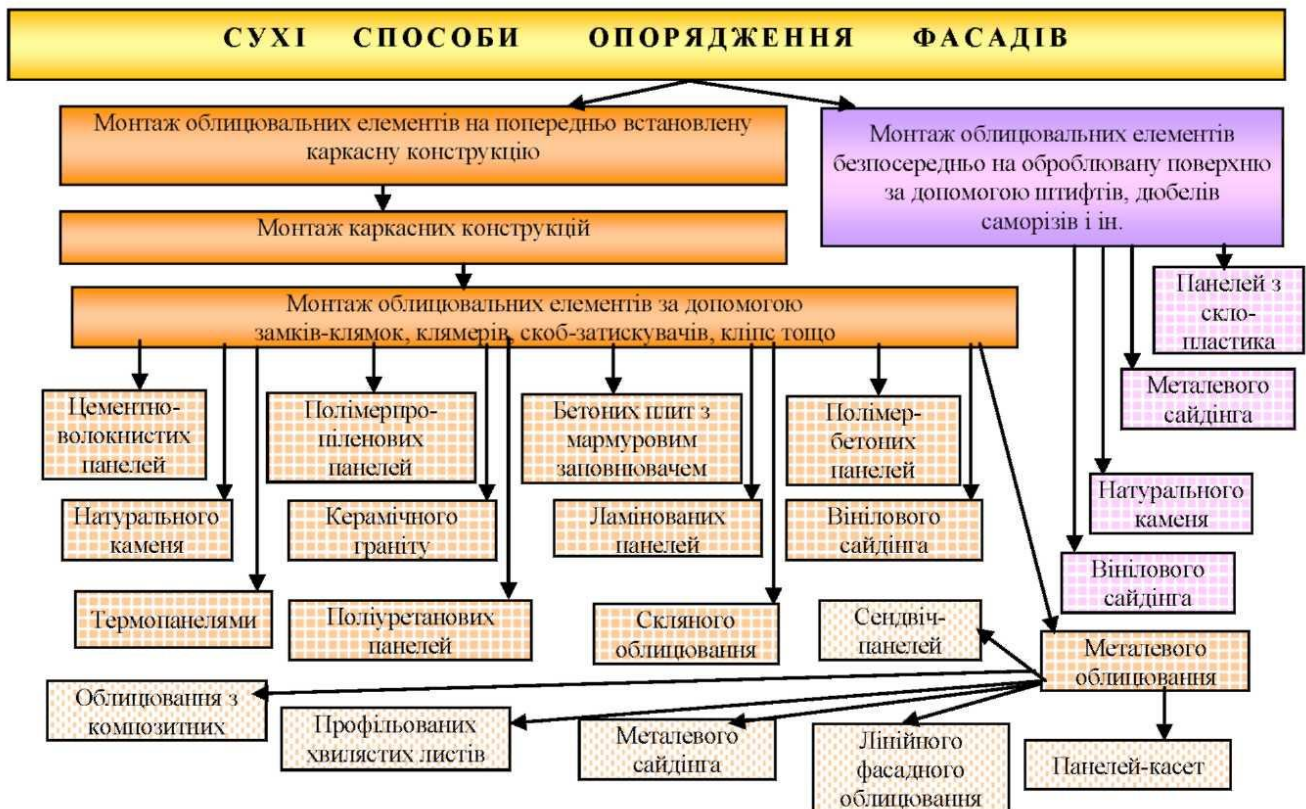 СУХІ СПОСОБИ ОПОРЯДЖЕННЯ ФАСАДІВ
Монтаж облицювальних елементів на попередньо встановлену
каркасну конструкцію
Монтаж облицювальних елементів
безпосередньо на оброблювану поверхню
за допомогою штифтів, дюбелів
саморізів і ін.
Монтаж каркасних конструкцій
Монтаж облицювальних елементів за допомогою
замків-клямок, клямерів, скоб-затискувачів, кліпс тощо
Панелей з
скло-
пластика
Металевого
сайдінга
Натурального
каменя
Вінілового
сайдінга
Цементно-
волокнистих
панелей
Полімерпро-
піленових
панелей
Бетоних плит з
мармуровим
заповнювачем
Полімер-
бетоних
панелей
Натурального
каменя
Керамічного
граніту
Ламінованих
панелей
Вінілового
сайдінга
Термопанелями
Поліуретанових
панелей
Скляного
облицювання
Сендвіч-
панелей
Металевого
облицювання
Облицювання з
композитних
Профільованих
хвилястих листів
Металевого
сайдінга
Лінійного
фасадного
облицювання
Панелей-касет